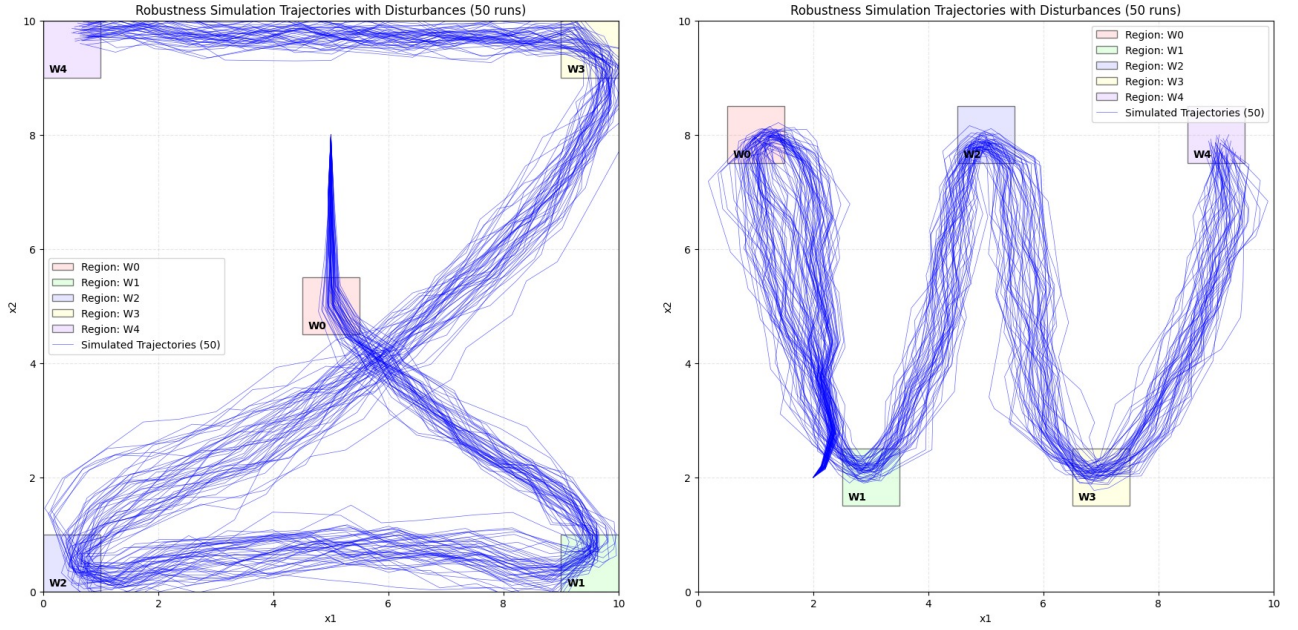 Robustness Simulation Trajectories with Disturbances (50 runs)
10
8
6
4
2
0
x2
W4
W3
W0
W2
W1
Region: W0
Region: W1
Region: W2
Region: W3
Region: W4
Simulated Trajectories (50)
0
2
4
6
8
10
x1
Robustness Simulation Trajectories with Disturbances (50 runs)
10
8
6
4
2
0
x2
Region: W0
Region: W1
Region: W2
Region: W3
Region: W4
Simulated Trajectories (50)
W0
W2
W4
W1
W3
0
2
4
6
8
10
x1